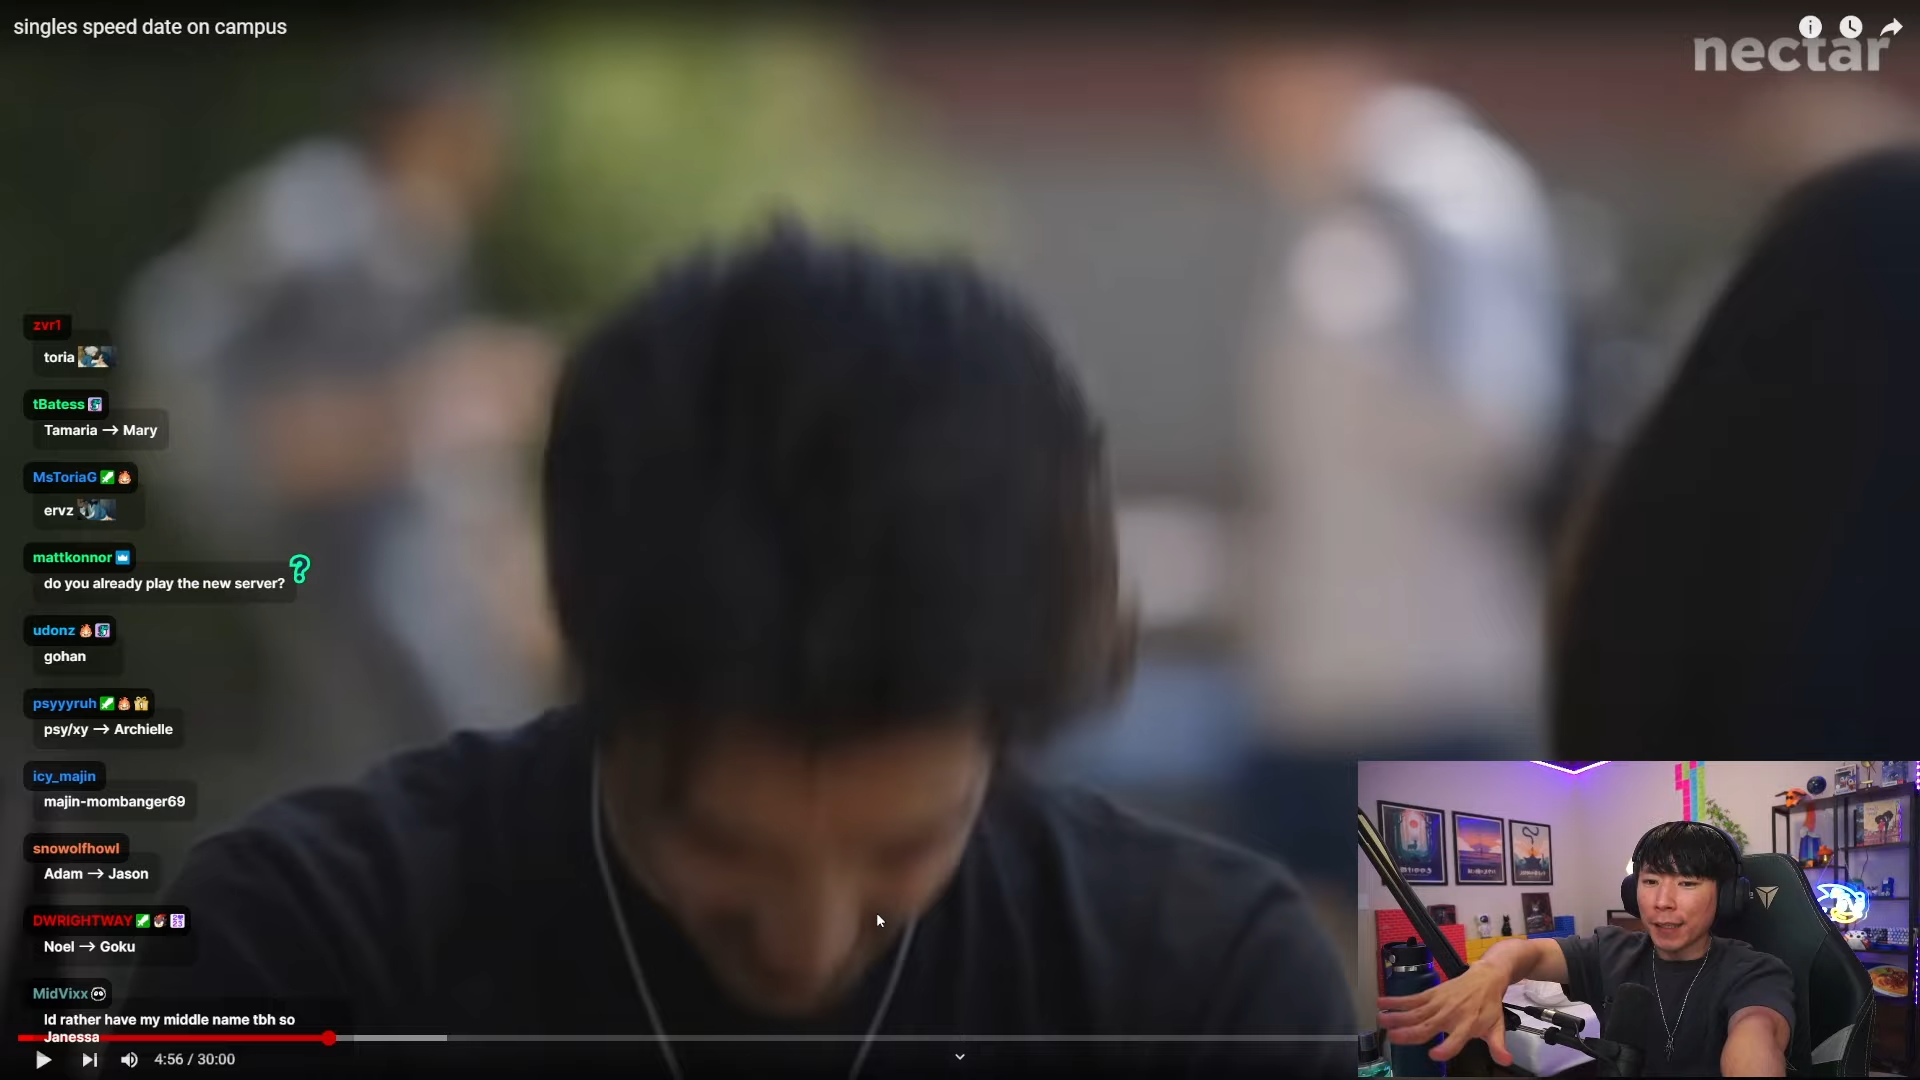 singles speed date on campus
nectar
zvr1
toria
tBatess
Tamaria → Mary
MsToriaG
ervz
mattkonnor
do you already play the new server?
?
udonz
gohan
psyyyruh
psy/xy → Archielle
icy_majin
majin-mombanger69
snowolfhowl
Adam → Jason
DWRIGHTWAY
Noel → Goku
MidVixx
Id rather have my middle name tbh so
Janessa
4:56 / 30:00